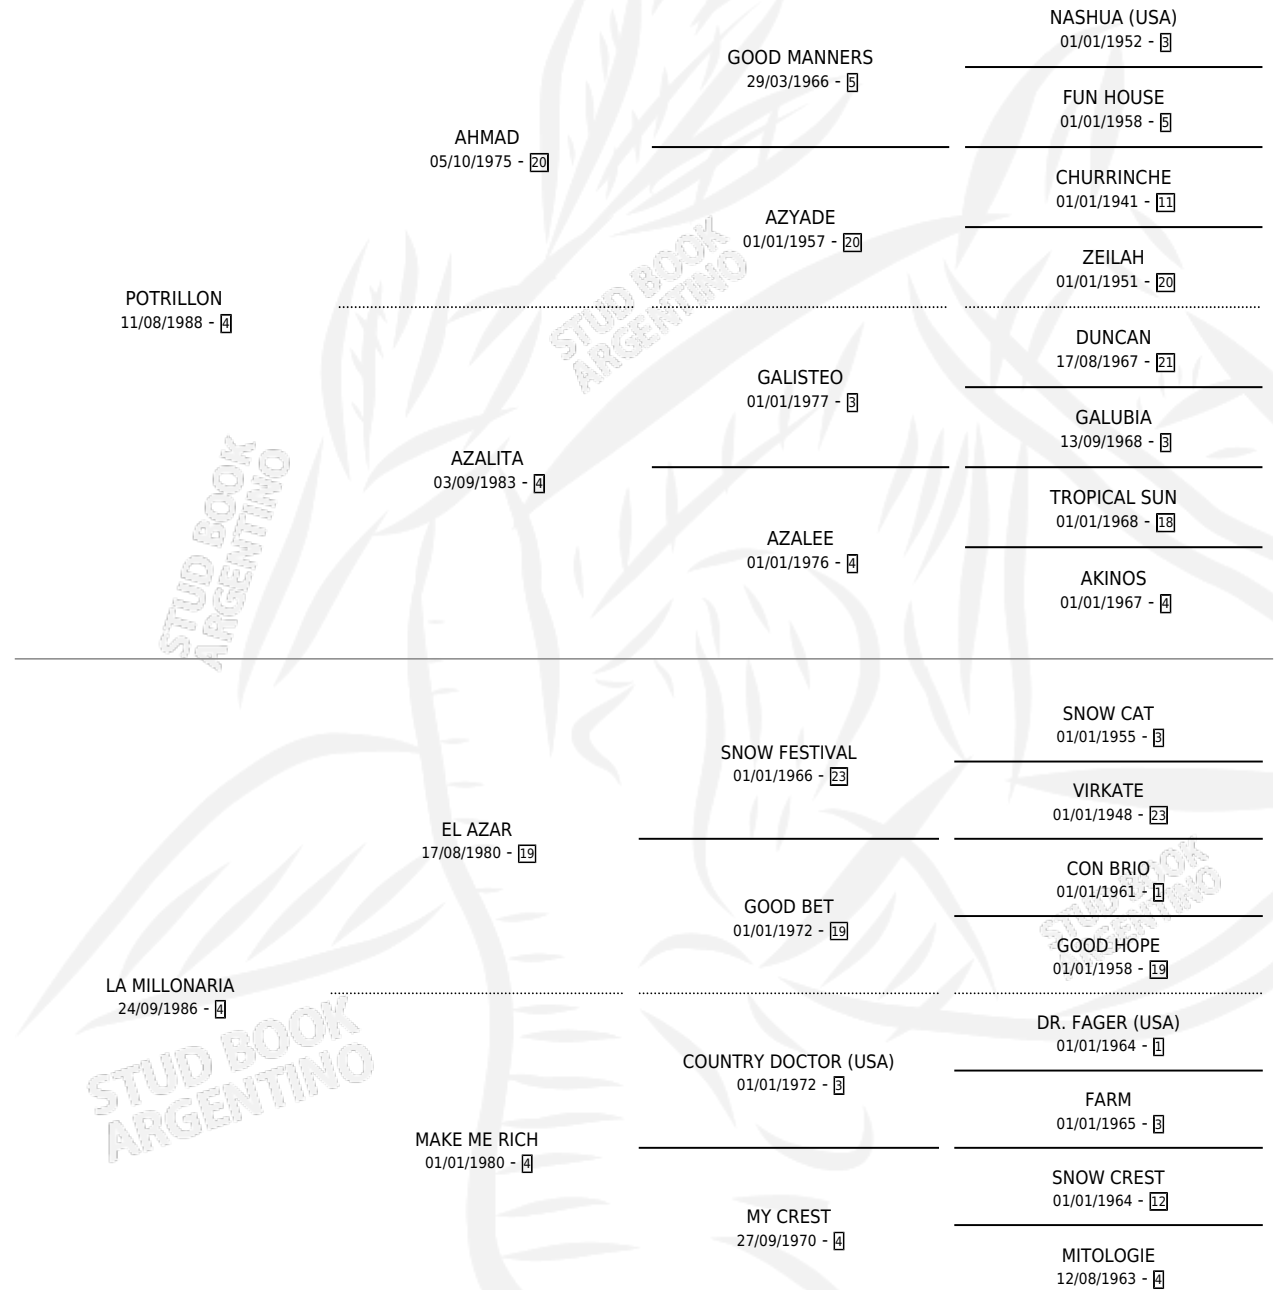 NASHUA (USA)
01/01/1952 - 3
GOOD MANNERS
29/03/1966 - 5
FUN HOUSE
01/01/1958 - 5
AHMAD
05/10/1975 - 20
CHURRINCHE
01/01/1941 - 11
AZYADE
01/01/1957 - 20
ZEILAH
01/01/1951 - 20
POTRILLON
11/08/1988 - 4
DUNCAN
17/08/1967 - 21
GALISTEO
01/01/1977 - 3
GALUBIA
13/09/1968 - 3
AZALITA
03/09/1983 - 4
TROPICAL SUN
01/01/1968 - 18
AZALEE
01/01/1976 - 4
AKINOS
01/01/1967 - 4
STUD BOOK
ARGENTINO
STUD BOOK
ARGENTINO
SNOW CAT
01/01/1955 - 3
SNOW FESTIVAL
01/01/1966 - 23
VIRKATE
01/01/1948 - 23
EL AZAR
17/08/1980 - 19
CON BRIO
01/01/1961 - 1
GOOD BET
01/01/1972 - 19
GOOD HOPE
01/01/1958 - 19
STUD BOOK
ARGENTINO
LA MILLONARIA
24/09/1986 - 4
DR. FAGER (USA)
01/01/1964 - 1
COUNTRY DOCTOR (USA)
01/01/1972 - 3
FARM
01/01/1965 - 3
STUD BOOK
ARGENTINO
MAKE ME RICH
01/01/1980 - 4
SNOW CREST
01/01/1964 - 12
MY CREST
27/09/1970 - 4
MITOLOGIE
12/08/1963 - 4